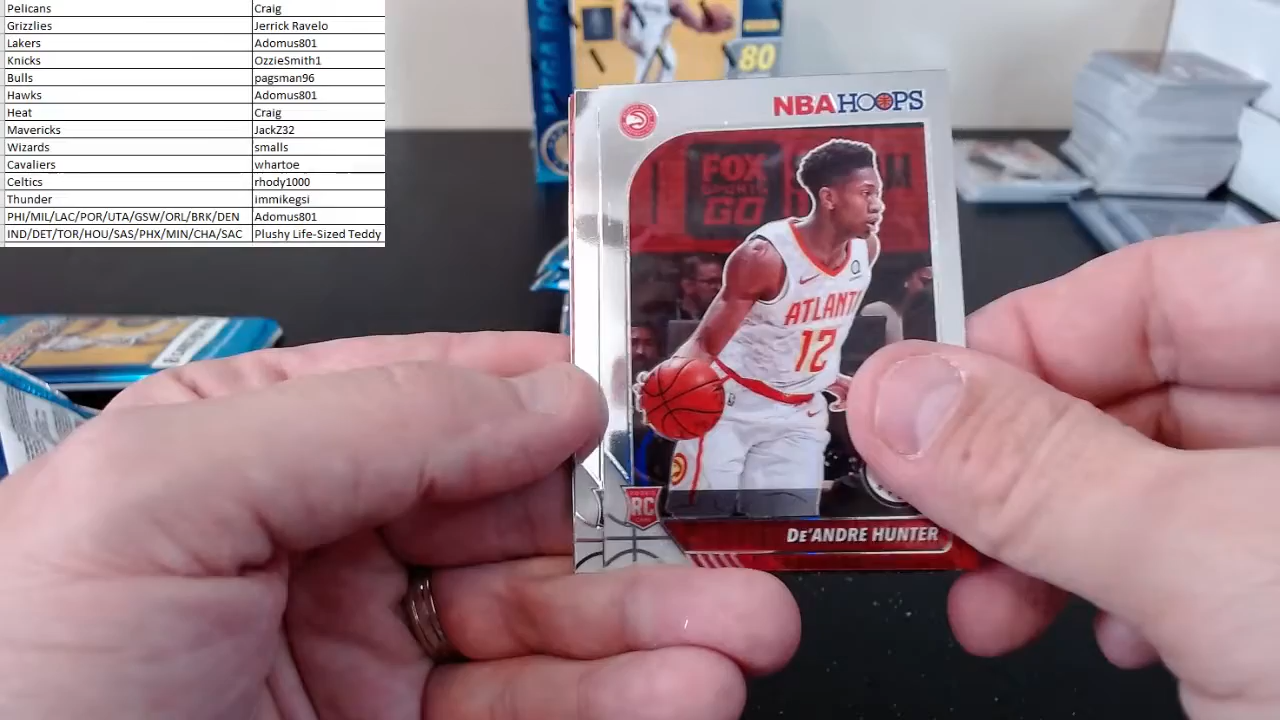 Pelicans Craig
Grizzlies Jerrick Ravelo
Lakers Adomus801
Knicks OzzieSmith1
Bulls pagsman96
Hawks Adomus801
Heat Craig
Mavericks JackZ32
Wizards smalls
Cavaliers whartoe
Celtics rhody1000
Thunder immikegsi
PHI/MIL/LAC/POR/UTA/GSW/ORL/BRK/DEN Adomus801
IND/DET/TOR/HOU/SAS/PHX/MIN/CHA/SAC Plushy Life-Sized Teddy
80
NBA HOOPS
FOX
SPORTS
GO
ATLANTA
12
RC
DE'ANDRE HUNTER